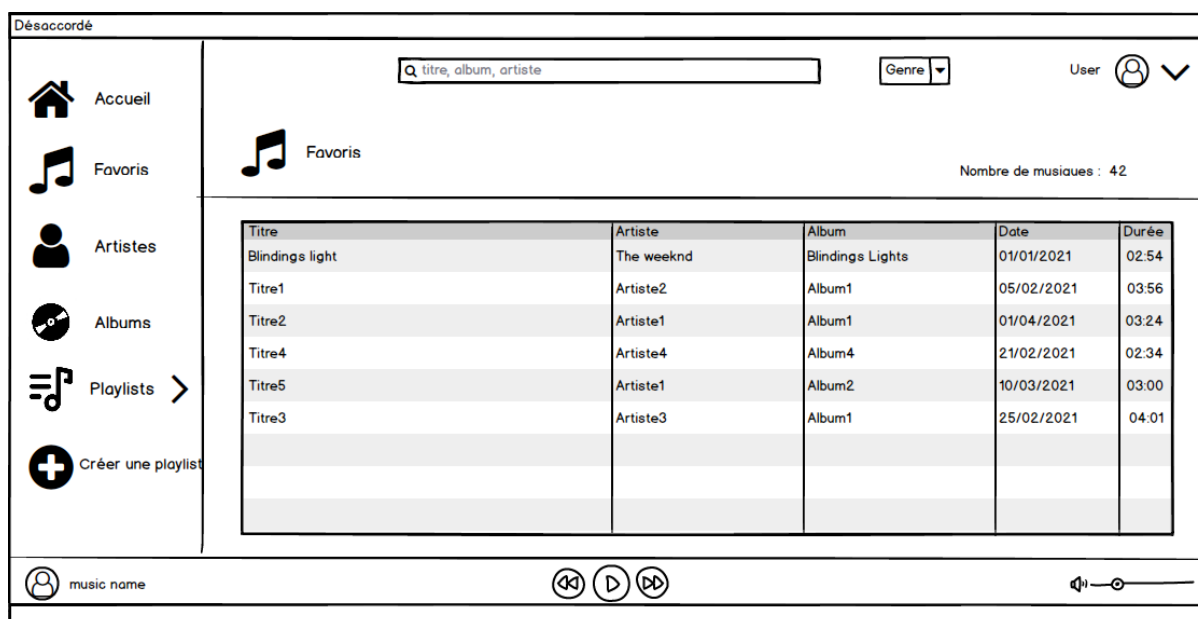 Désaccordé
titre, album, artiste
Genre
User
Accueil
Favoris
Artistes
Albums
Playlists
Créer une playlist
Favoris
Nombre de musiques : 42
Titre Artiste Album Date Durée
Blindings light The weeknd Blindings Lights 01/01/2021 02:54
Titre1 Artiste2 Album1 05/02/2021 03:56
Titre2 Artiste1 Album1 01/04/2021 03:24
Titre4 Artiste4 Album4 21/02/2021 02:34
Titre5 Artiste1 Album2 10/03/2021 03:00
Titre3 Artiste3 Album1 25/02/2021 04:01
music name